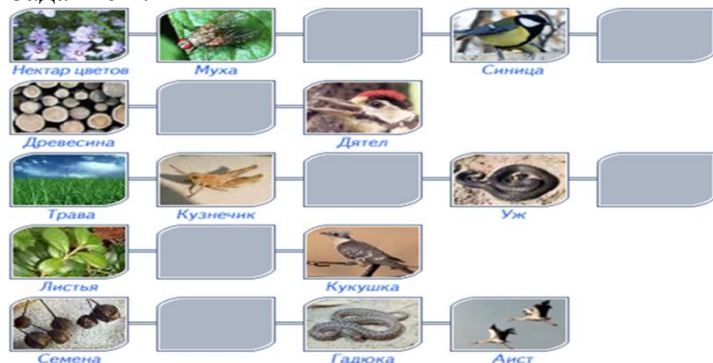 Нектар цветов Муха Синица
Древесина Дятел
Трава Кузнечик Уж
Листья Кукушка
Семена Гадюка Аист